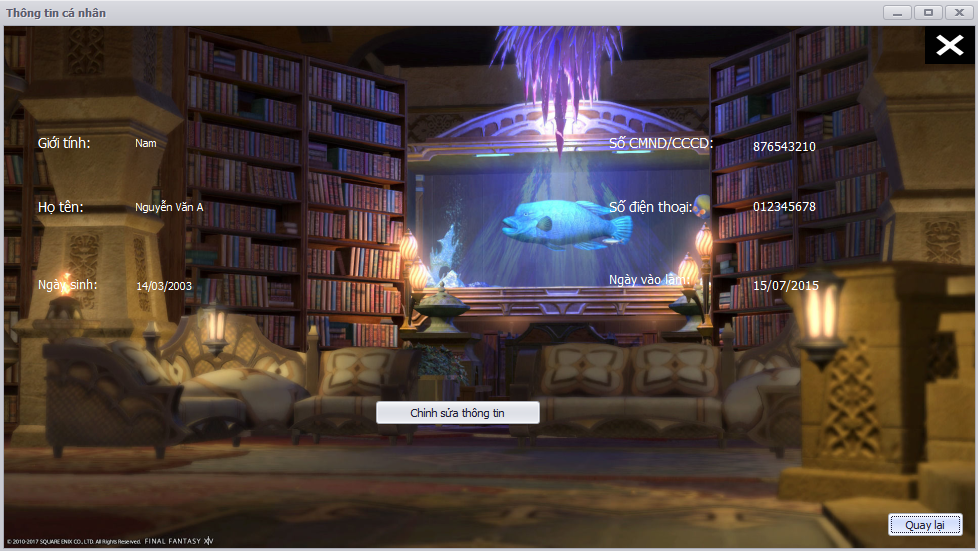 Thông tin cá nhân
Giới tính: Nam Số CMND/CCCD: 876543210
Họ tên: Nguyễn Văn A Số điện thoại: 012345678
Ngày sinh: 14/03/2003 Ngày vào làm: 15/07/2015
Chỉnh sửa thông tin
Quay lại
© 2010-2017 SQUARE ENIX CO., LTD. All Rights Reserved. FINAL FANTASY XIV